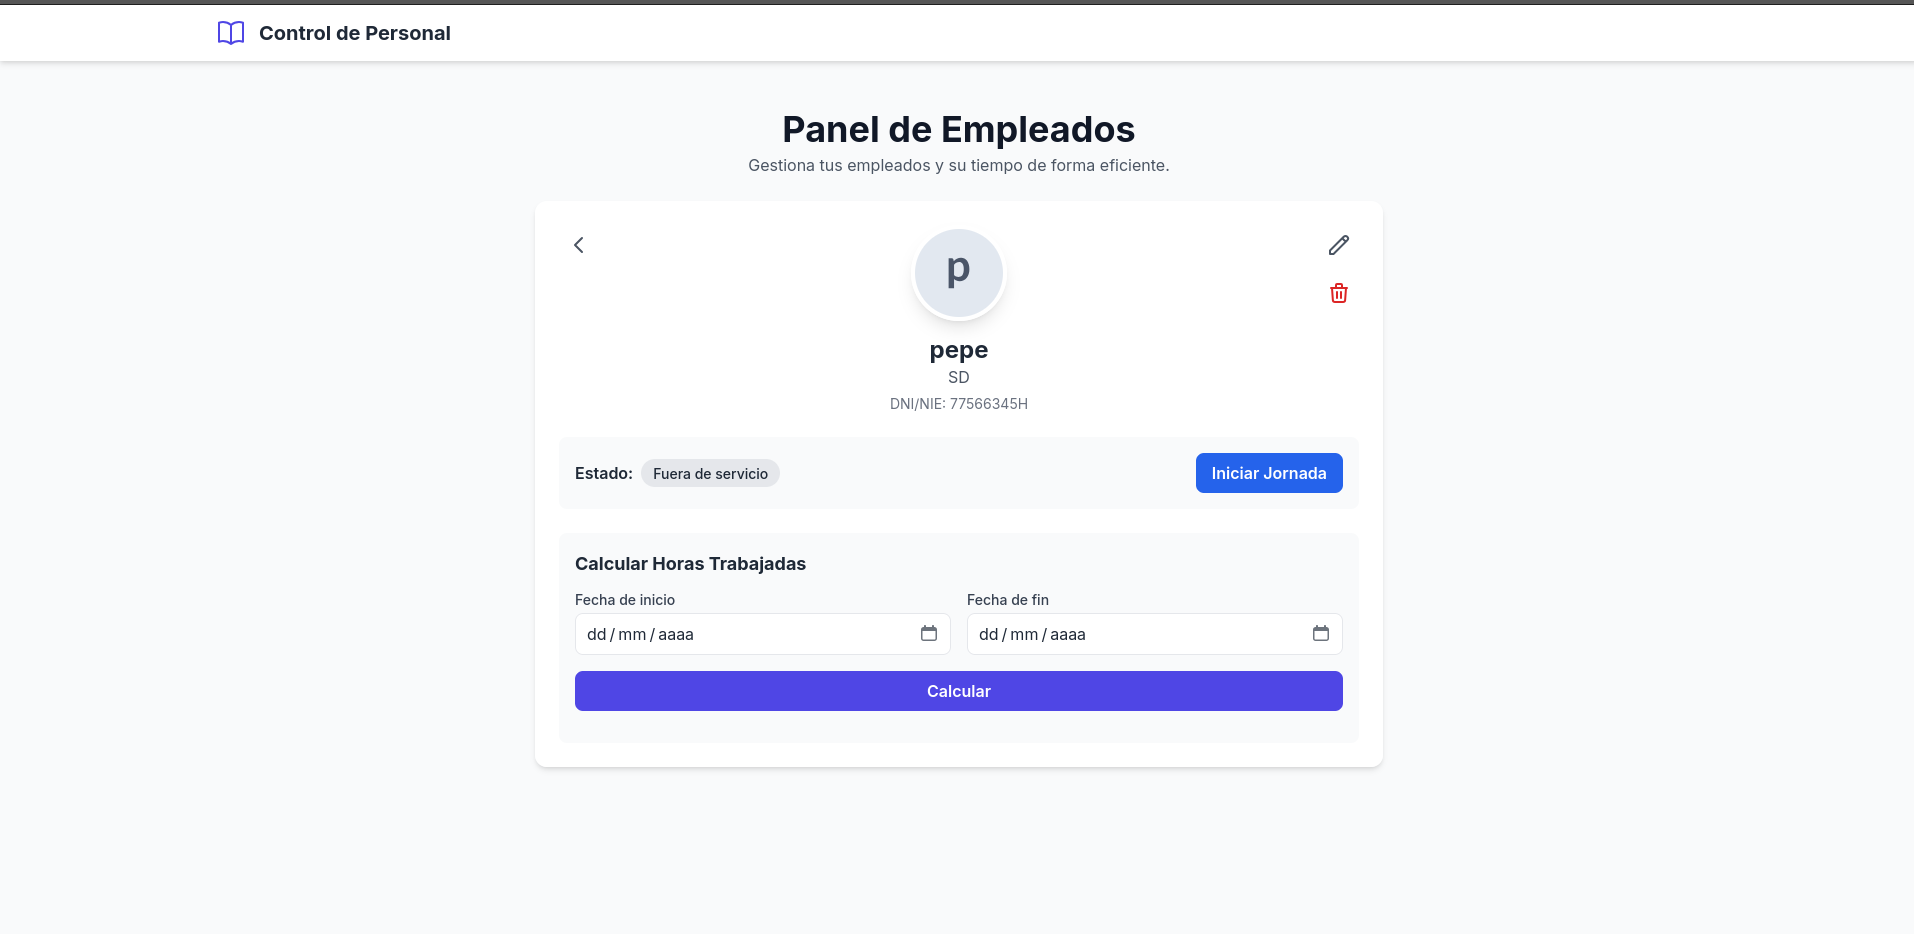 Control de Personal
Panel de Empleados
Gestiona tus empleados y su tiempo de forma eficiente.
p
pepe
SD
DNI/NIE: 77566345H
Estado: Fuera de servicio Iniciar Jornada
Calcular Horas Trabajadas
Fecha de inicio Fecha de fin
dd/mm/aaaa dd/mm/aaaa
Calcular